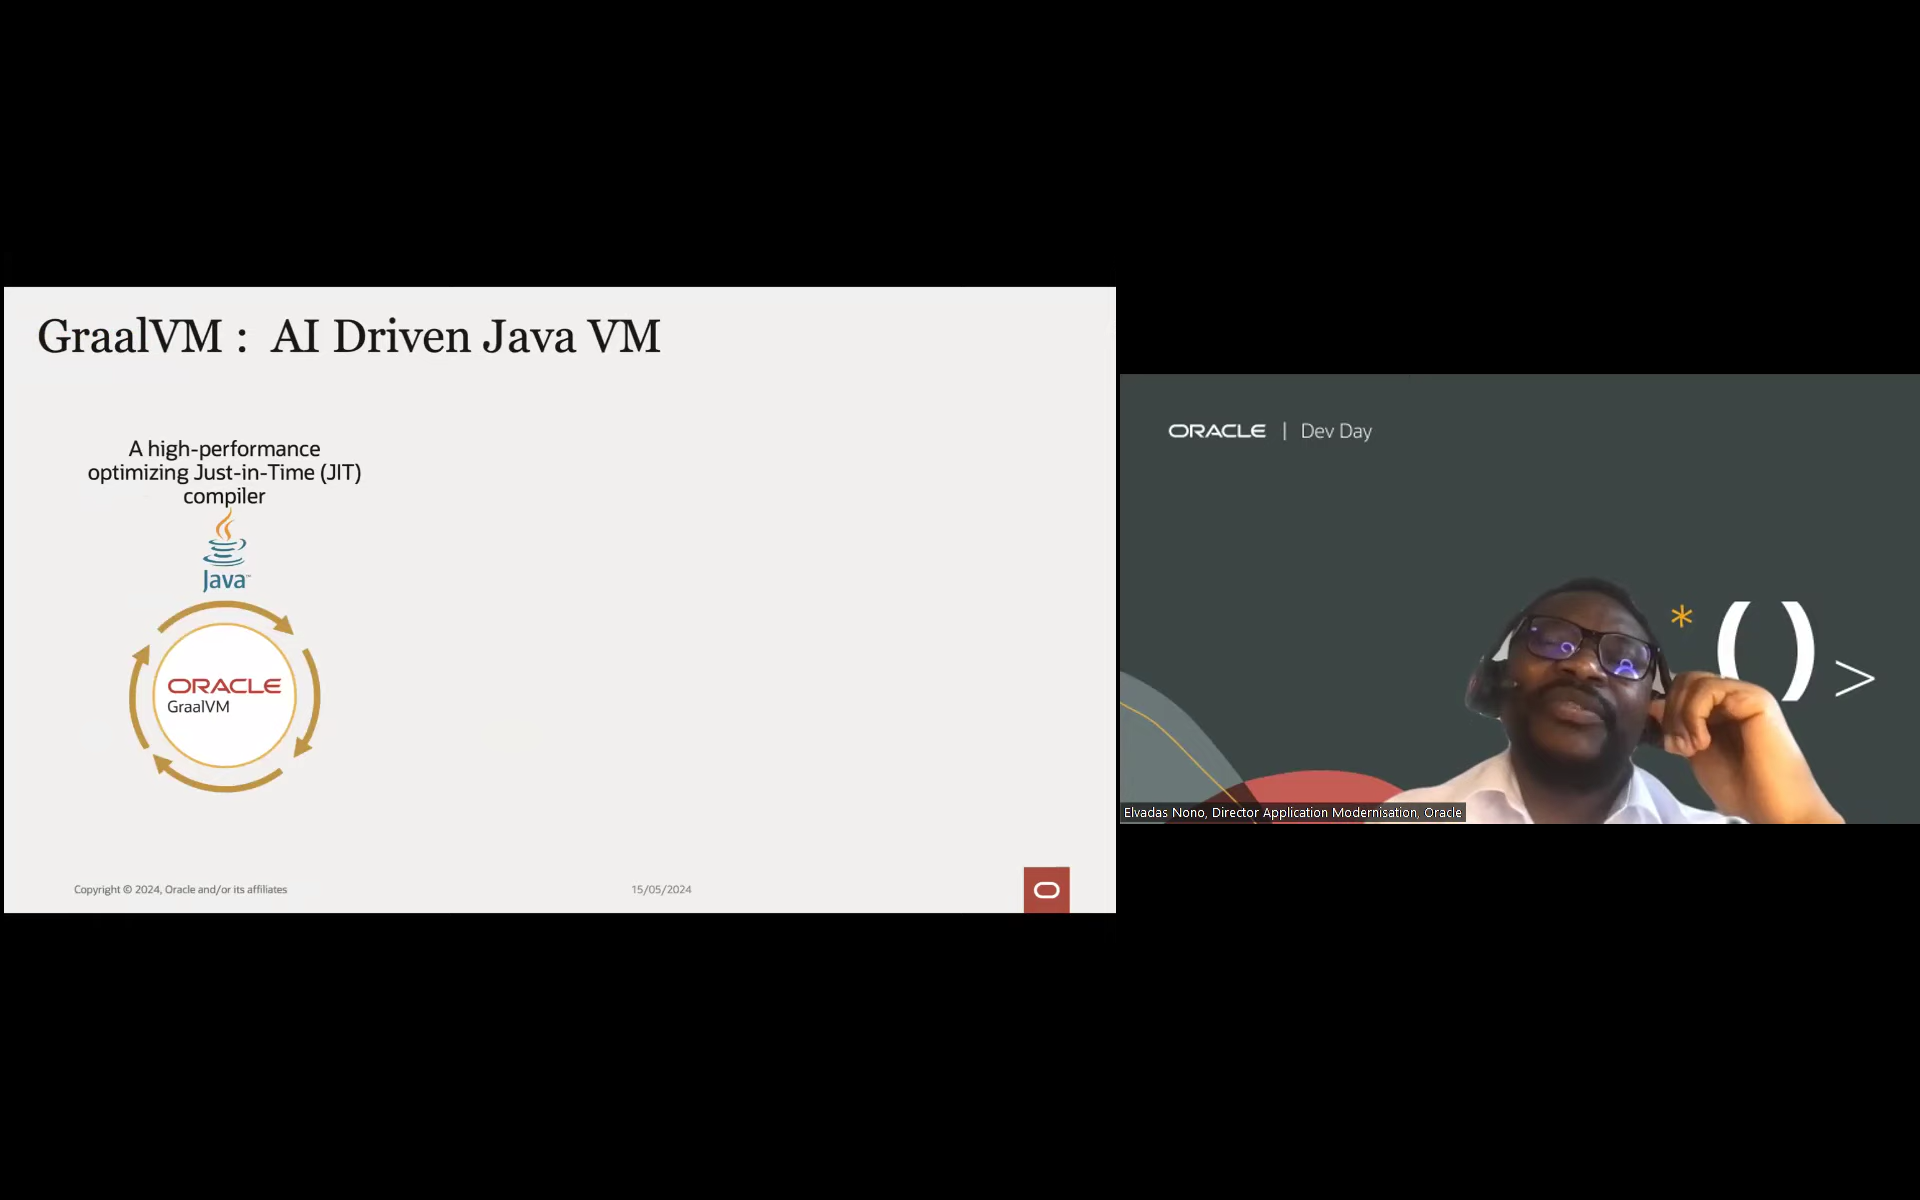 GraalVM :  AI Driven Java VM
A high-performance
optimizing Just-in-Time (JIT)
compiler
Java™
ORACLE
GraalVM
Copyright © 2024, Oracle and/or its affiliates
15/05/2024
ORACLE | Dev Day
* ( ) >
Elvadas Nono, Director Application Modernisation, Oracle